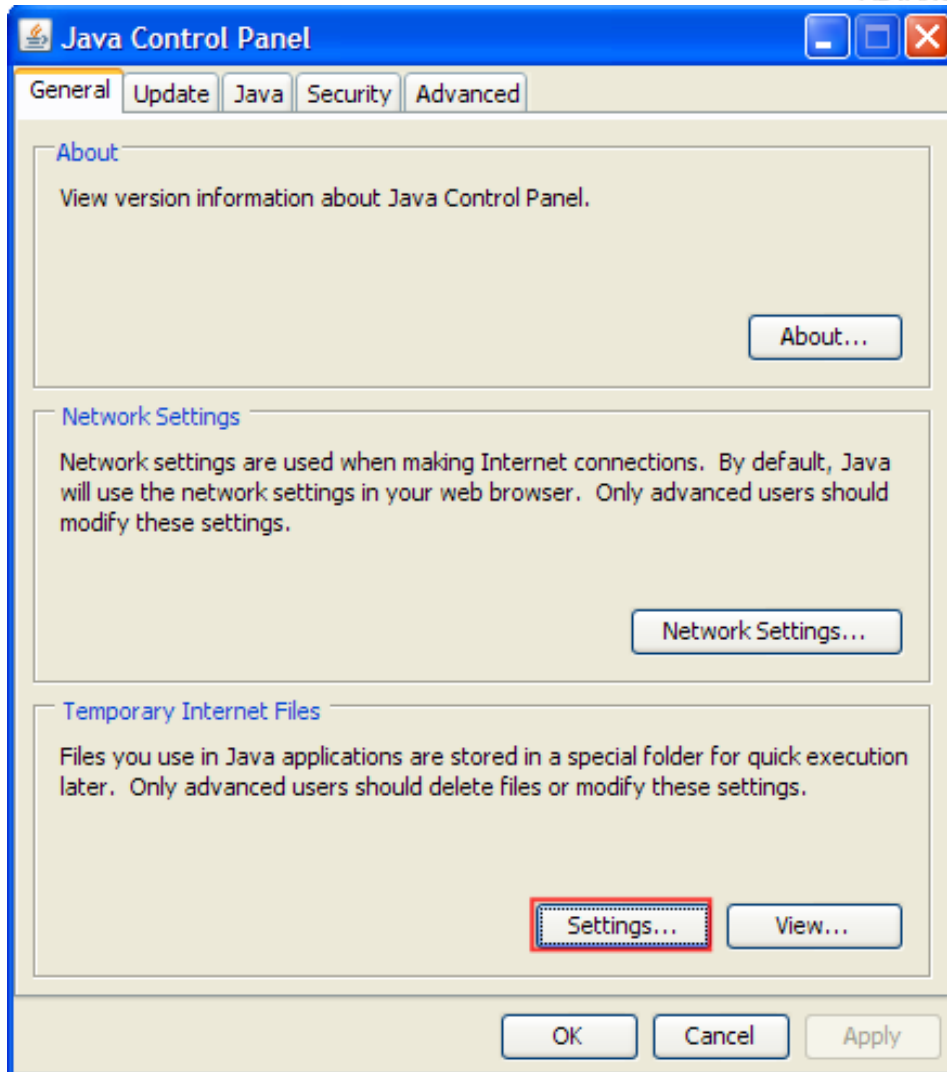 Java Control Panel
General Update Java Security Advanced
About
View version information about Java Control Panel.
About...
Network Settings
Network settings are used when making Internet connections.  By default, Java
will use the network settings in your web browser.  Only advanced users should
modify these settings.
Network Settings...
Temporary Internet Files
Files you use in Java applications are stored in a special folder for quick execution
later.  Only advanced users should delete files or modify these settings.
Settings... View...
OK Cancel Apply